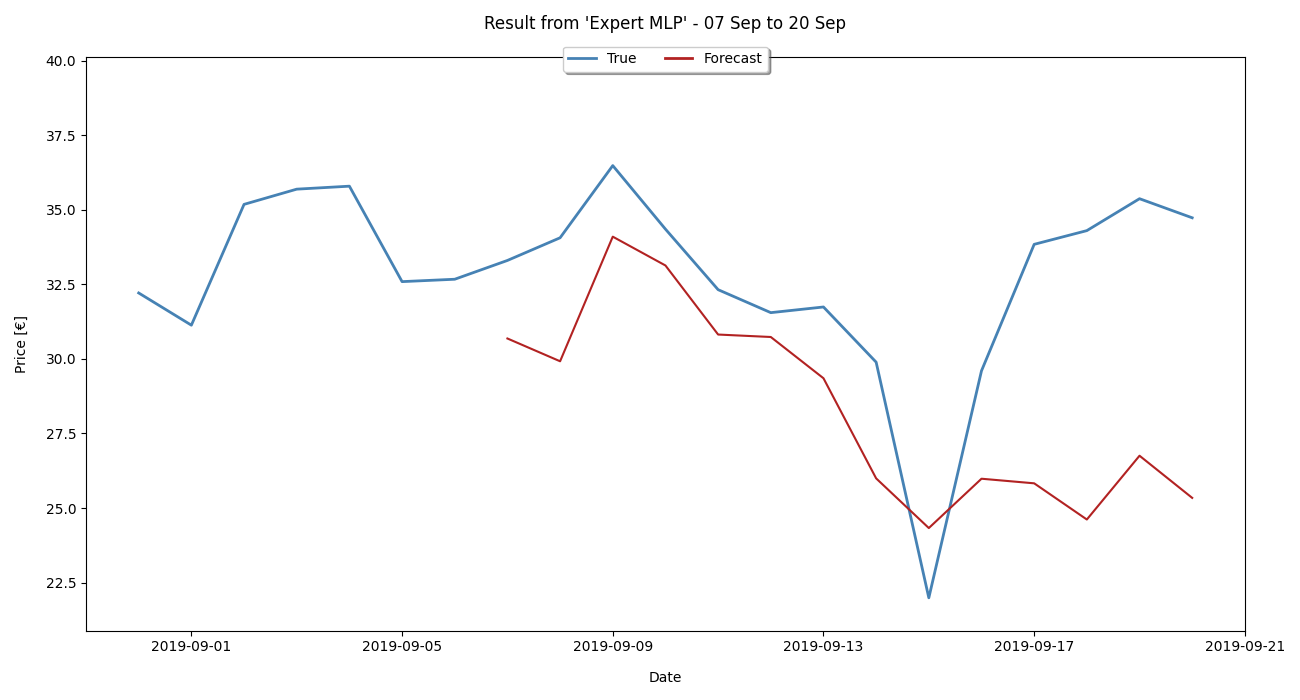 Result from 'Expert MLP' - 07 Sep to 20 Sep
True Forecast
40.0
37.5
35.0
32.5
30.0
27.5
25.0
22.5
Price [€]
2019-09-01 2019-09-05 2019-09-09 2019-09-13 2019-09-17 2019-09-21
Date